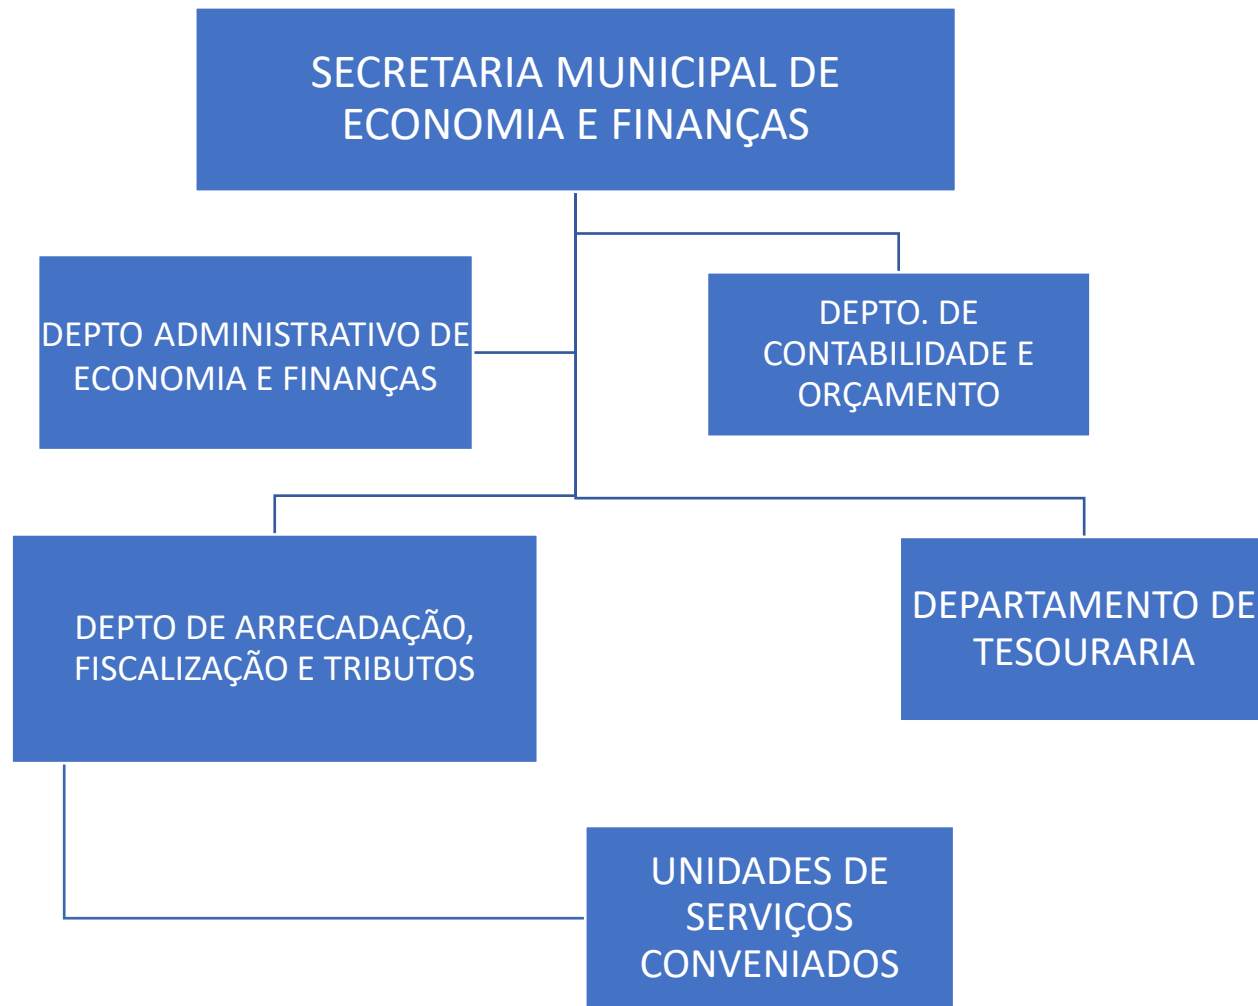 SECRETARIA MUNICIPAL DE
ECONOMIA E FINANÇAS
DEPTO ADMINISTRATIVO DE
ECONOMIA E FINANÇAS
DEPTO. DE
CONTABILIDADE E
ORÇAMENTO
DEPTO DE ARRECADAÇÃO,
FISCALIZAÇÃO E TRIBUTOS
DEPARTAMENTO DE
TESOURARIA
UNIDADES DE
SERVIÇOS
CONVENIADOS